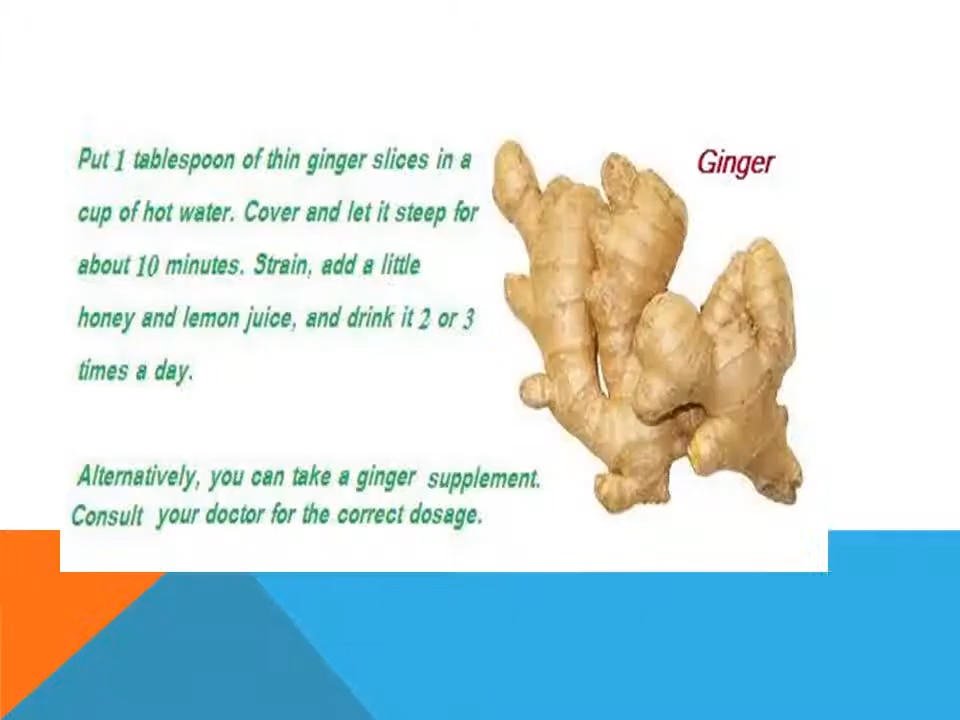 Ginger
Put 1 tablespoon of thin ginger slices in a
cup of hot water. Cover and let it steep for
about 10 minutes. Strain, add a little
honey and lemon juice, and drink it 2 or 3
times a day.
Alternatively, you can take a ginger supplement.
Consult your doctor for the correct dosage.